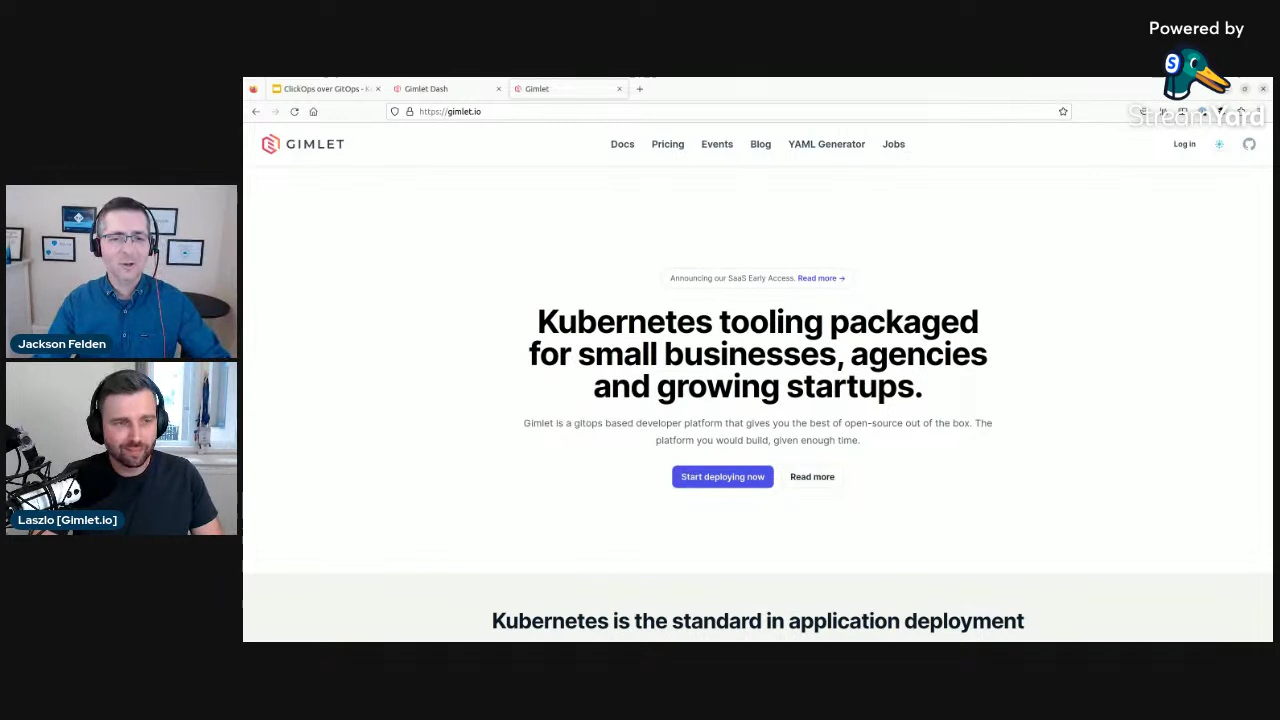 Powered by
S
StreamYard
ClickOps over GitOps - K
Gimlet Dash
Gimlet
https://gimlet.io
GIMLET
Docs Pricing Events Blog YAML Generator Jobs
Log in
Announcing our SaaS Early Access. Read more →
Kubernetes tooling packaged
for small businesses, agencies
and growing startups.
Gimlet is a gitops based developer platform that gives you the best of open-source out of the box. The
platform you would build, given enough time.
Start deploying now Read more
Kubernetes is the standard in application deployment
Jackson Felden
Laszlo [Gimlet.io]